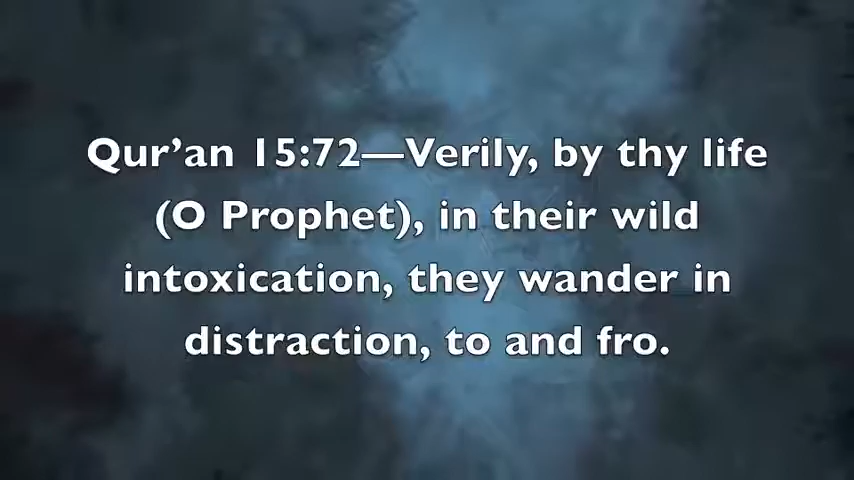 Qur’an 15:72—Verily, by thy life
(O Prophet), in their wild
intoxication, they wander in
distraction, to and fro.